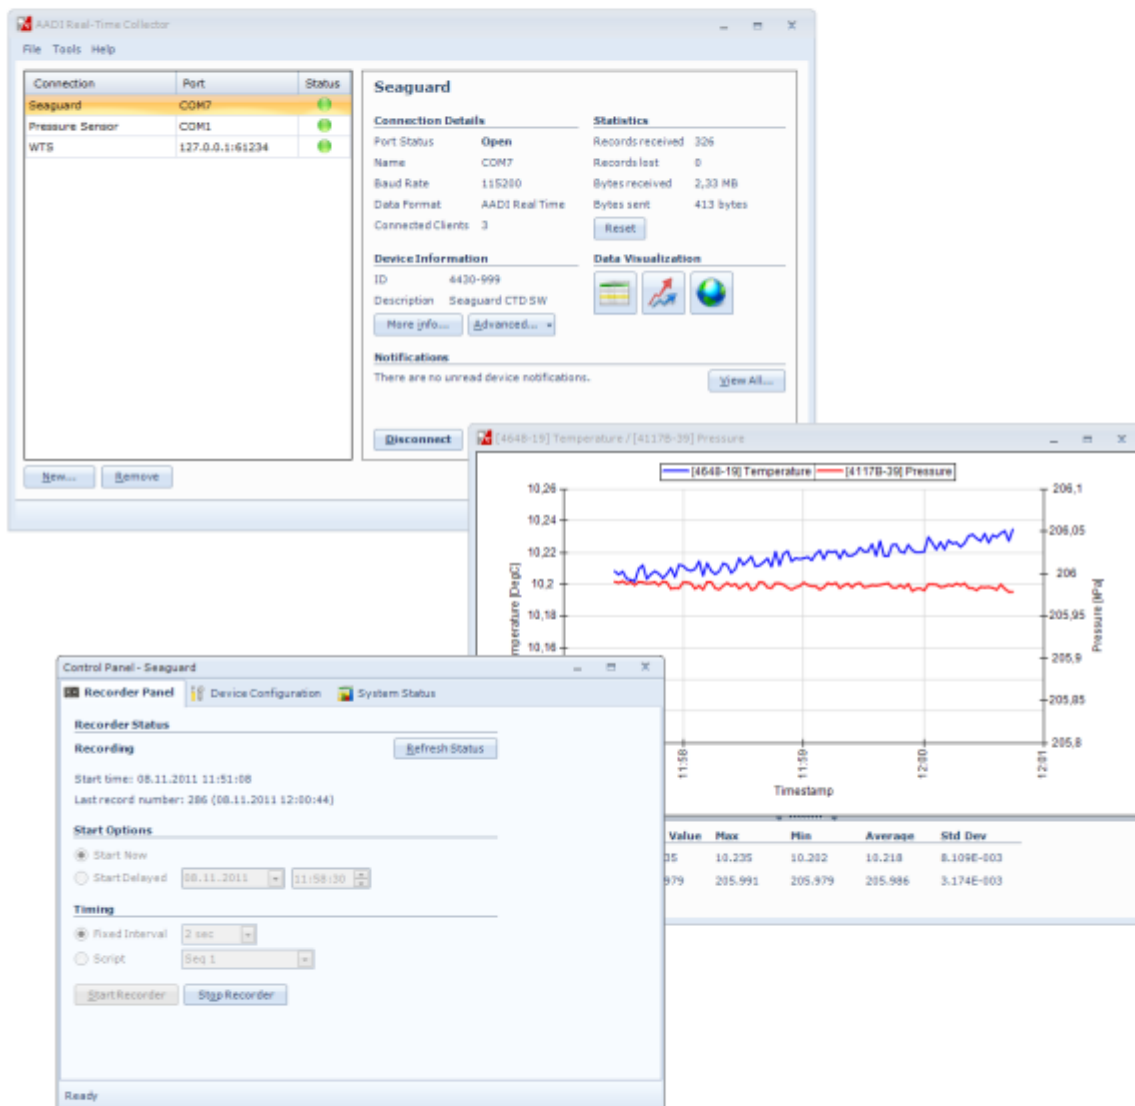 AADI Real-Time Collector
File Tools Help
Connection Port Status
Seaguard COM7
Pressure Sensor COM1
WTS 127.0.0.1:61234
New... Remove
Seaguard
Connection Details
Port Status Open
Name COM7
Baud Rate 115200
Data Format AADI Real Time
Connected Clients 3
Statistics
Records received 326
Records lost 0
Bytes received 2,33 MB
Bytes sent 413 bytes
Reset
Device Information
ID 4430-999
Description Seaguard CTD SW
More info... Advanced...
Data Visualization
Notifications
There are no unread device notifications.
View All...
Disconnect
[4648-19] Temperature / [4117B-39] Pressure
[4648-19] Temperature [4117B-39] Pressure
10,26
10,24
10,22
10,2
10,18
10,16
mperature [DegC]
206,1
206,05
206
205,95
205,9
205,85
205,8
Pressure [kPa]
11:58
11:59
12:00
12:01
Timestamp
Value Max Min Average Std Dev
35 10.235 10.202 10.218 8.109E-003
979 205.991 205.979 205.986 3.174E-003
Control Panel - Seaguard
Recorder Panel Device Configuration System Status
Recorder Status
Recording Refresh Status
Start time: 08.11.2011 11:51:08
Last record number: 286 (08.11.2011 12:00:44)
Start Options
Start Now
Start Delayed 08.11.2011 11:58:30
Timing
Fixed Interval 2 sec
Script Seq 1
Start Recorder Stop Recorder
Ready